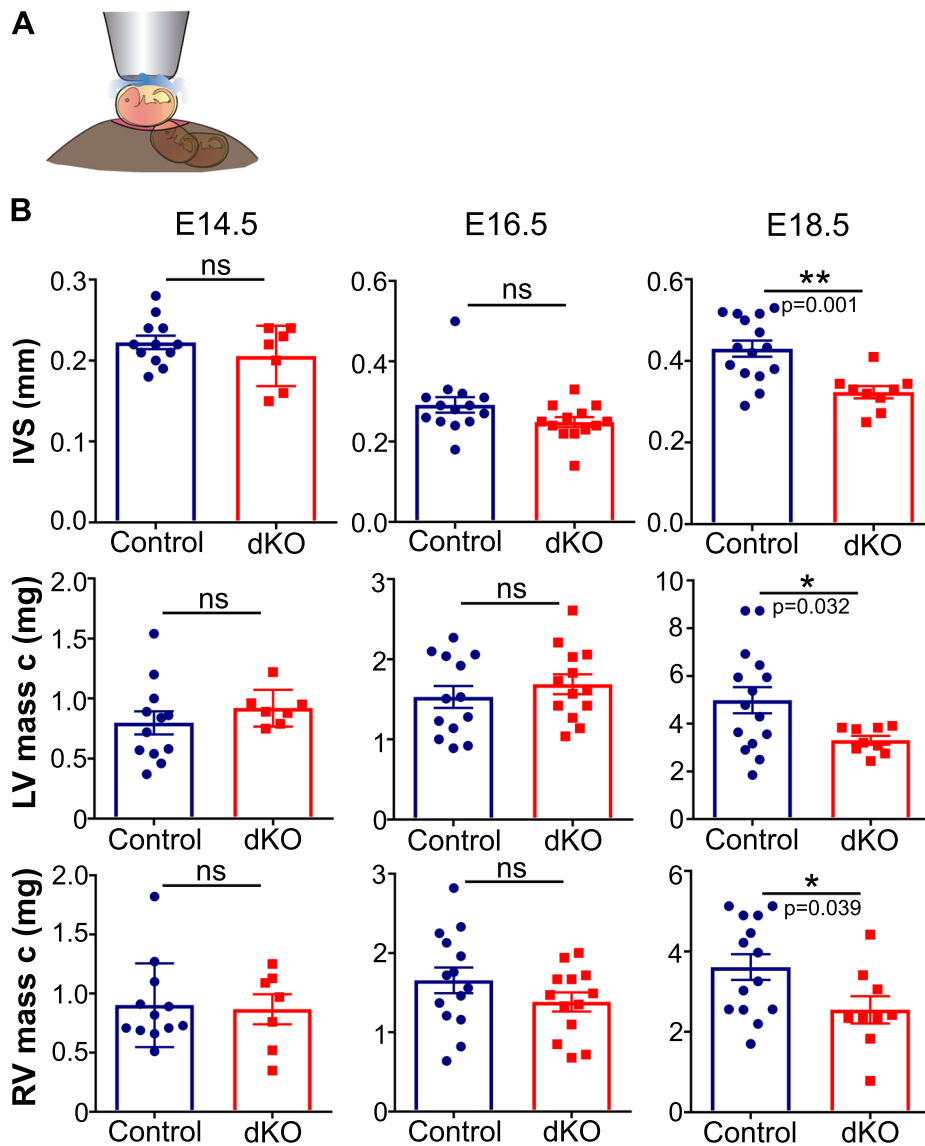 A
B
E14.5 E16.5 E18.5
IVS (mm)
0.3
0.2
0.1
0.0
ns
Control dKO
0.6
0.4
0.2
0.0
ns
Control dKO
0.6
0.4
0.2
0.0
**
p=0.001
Control dKO
LV mass c (mg)
2.0
1.5
1.0
0.5
0
ns
Control dKO
3
2
1
0
ns
Control dKO
10
8
6
4
2
0
*
p=0.032
Control dKO
RV mass c (mg)
2.0
1.5
1.0
0.5
0
ns
Control dKO
3
2
1
0
ns
Control dKO
6
4
2
0
*
p=0.039
Control dKO